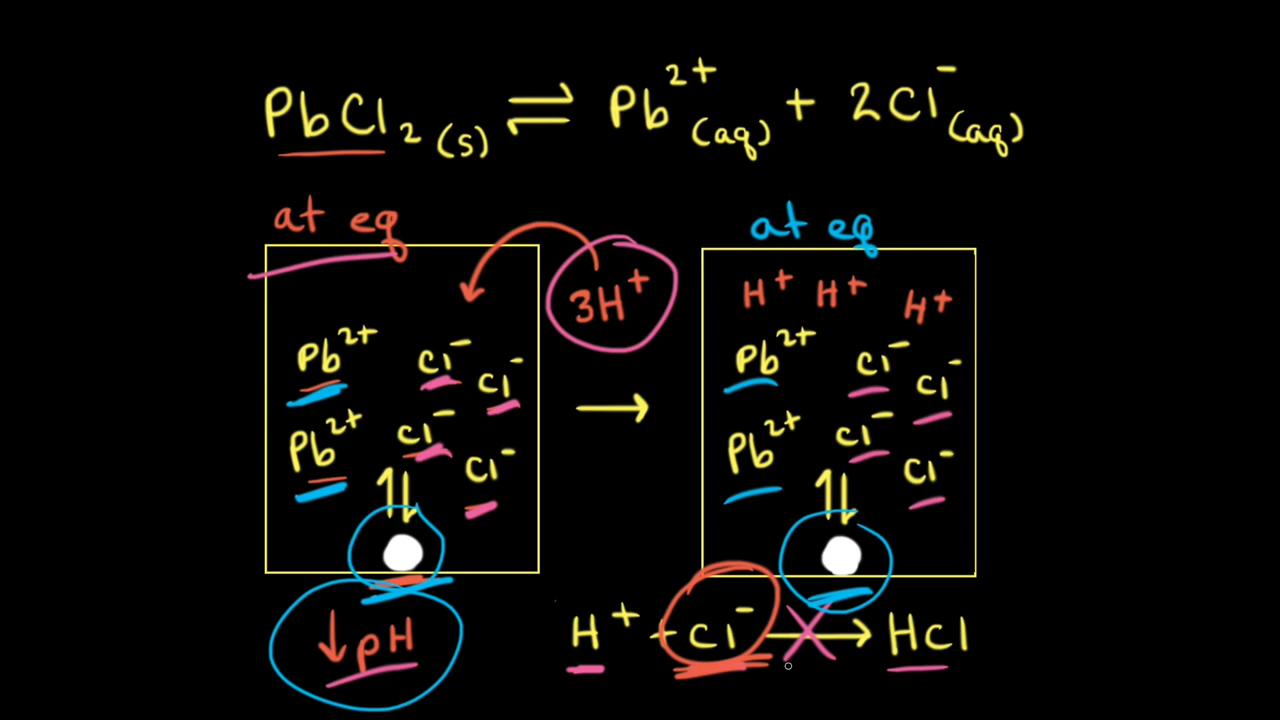 PbCl₂(s) ⇌ Pb²⁺(aq) + 2Cl⁻(aq)
at eq
at eq
3H⁺
H⁺ H⁺ H⁺
Pb²⁺ Cl⁻ Cl⁻
Pb²⁺ Cl⁻ Cl⁻
→
Pb²⁺ Cl⁻ Cl⁻
Pb²⁺ Cl⁻ Cl⁻
⇅
⇅
↓pH
H⁺ + Cl⁻ → HCl